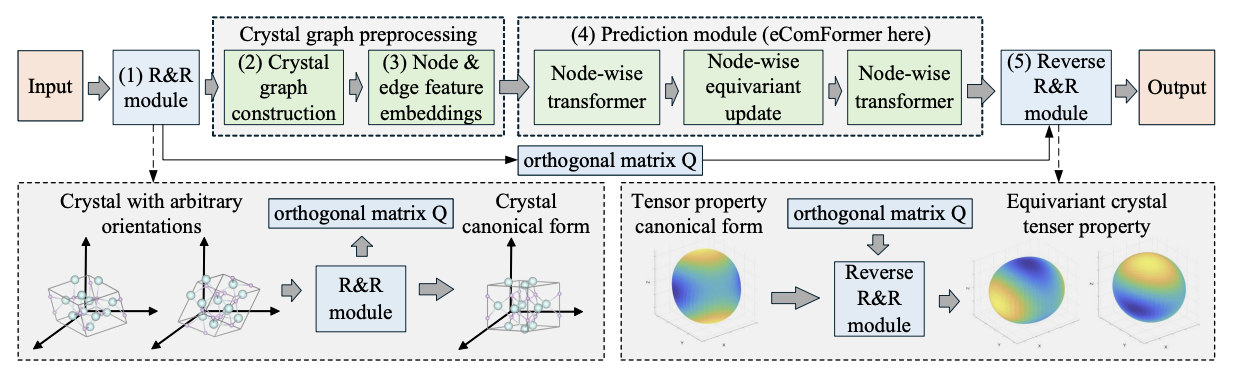 Crystal graph preprocessing
(4) Prediction module (eComFormer here)
Input
(1) R&R
module
(2) Crystal
graph
construction
(3) Node &
edge feature
embeddings
Node-wise
transformer
Node-wise
equivariant
update
Node-wise
transformer
(5) Reverse
R&R
module
Output
orthogonal matrix Q
Crystal with arbitrary
orientations
orthogonal matrix Q
Crystal
canonical form
R&R
module
Tensor property
canonical form
orthogonal matrix Q
Equivariant crystal
tenser property
Reverse
R&R
module